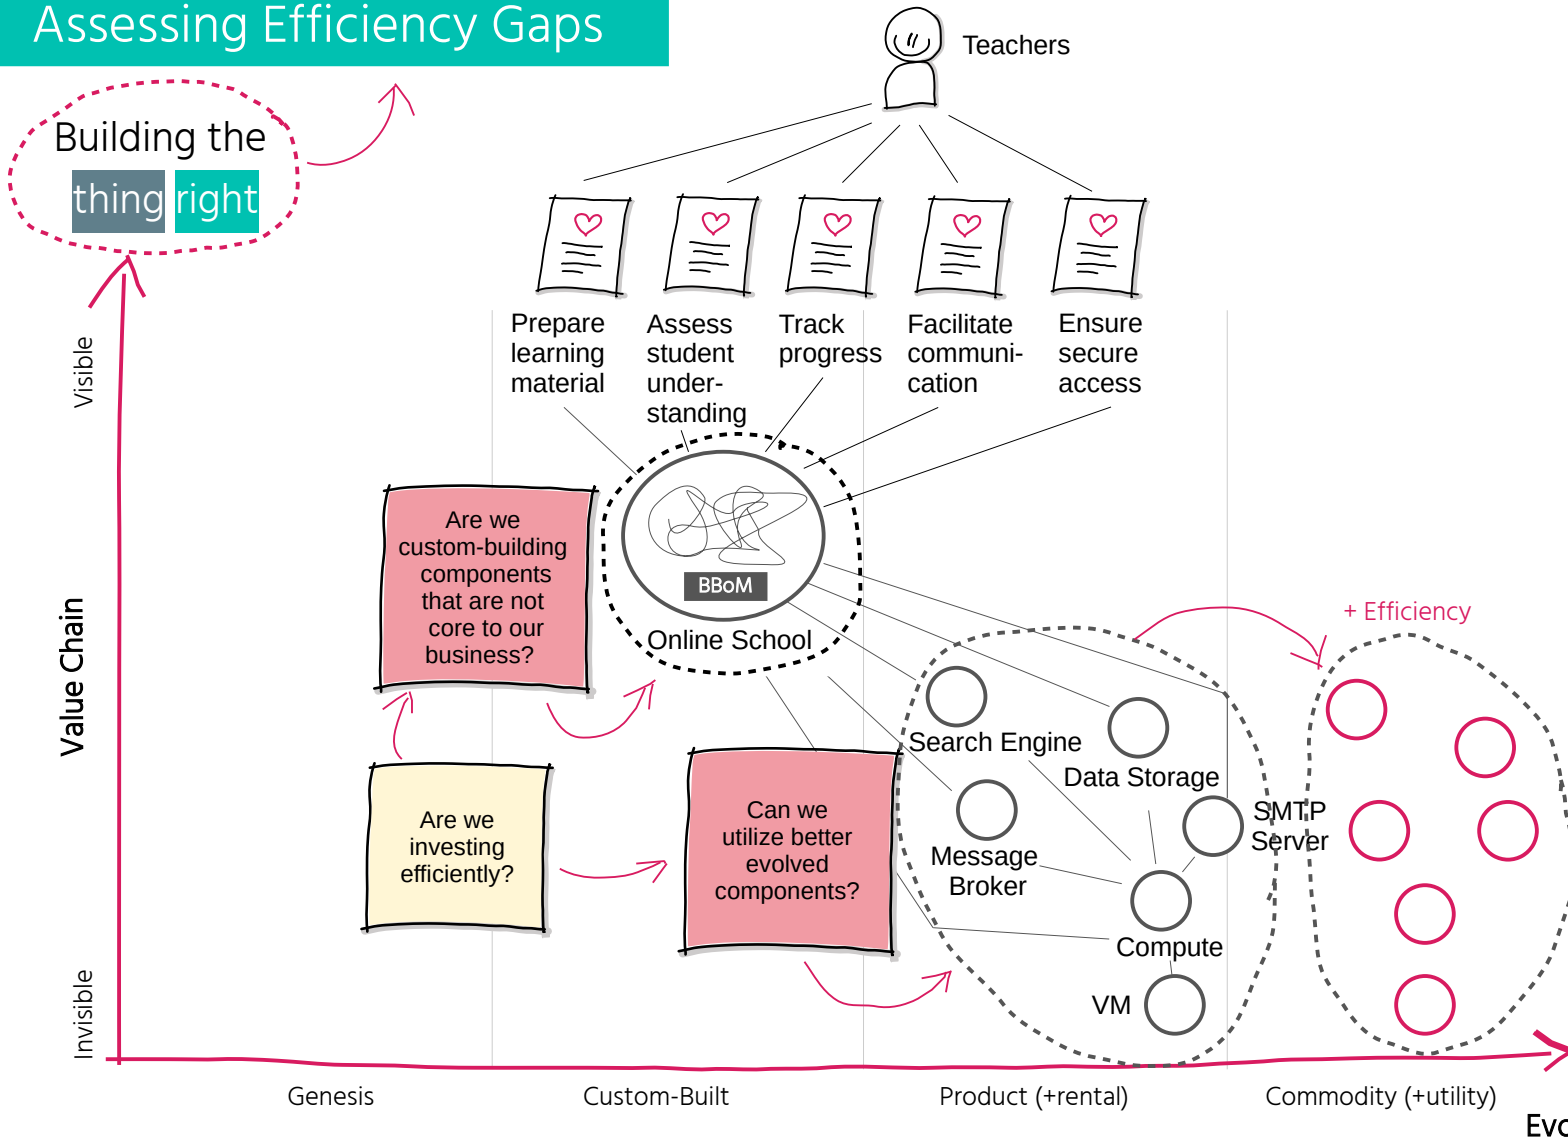 Assessing Efficiency Gaps
Building the
thing right
Teachers
Prepare
learning
material
Assess
student
under-
standing
Track
progress
Facilitate
communi-
cation
Ensure
secure
access
Visible
Value Chain
Invisible
Are we
custom-building
components
that are not
core to our
business?
BBoM
Online School
+ Efficiency
Search Engine
Data Storage
SMTP
Server
Message
Broker
Compute
VM
Are we
investing
efficiently?
Can we
utilize better
evolved
components?
Genesis
Custom-Built
Product (+rental)
Commodity (+utility)